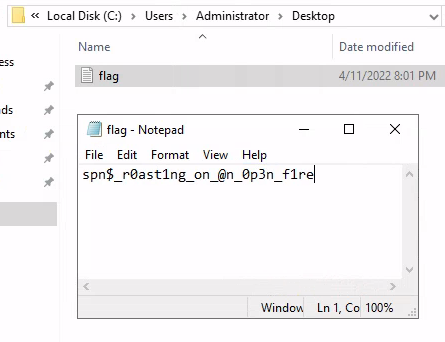 « Local Disk (C:) › Users › Administrator › Desktop
Name
Date modified
flag
4/11/2022 8:01 PM
flag - Notepad
File Edit Format View Help
spn$_r0ast1ng_on_@n_0p3n_f1re
Window Ln 1, Co 100%
ess
ds
nts